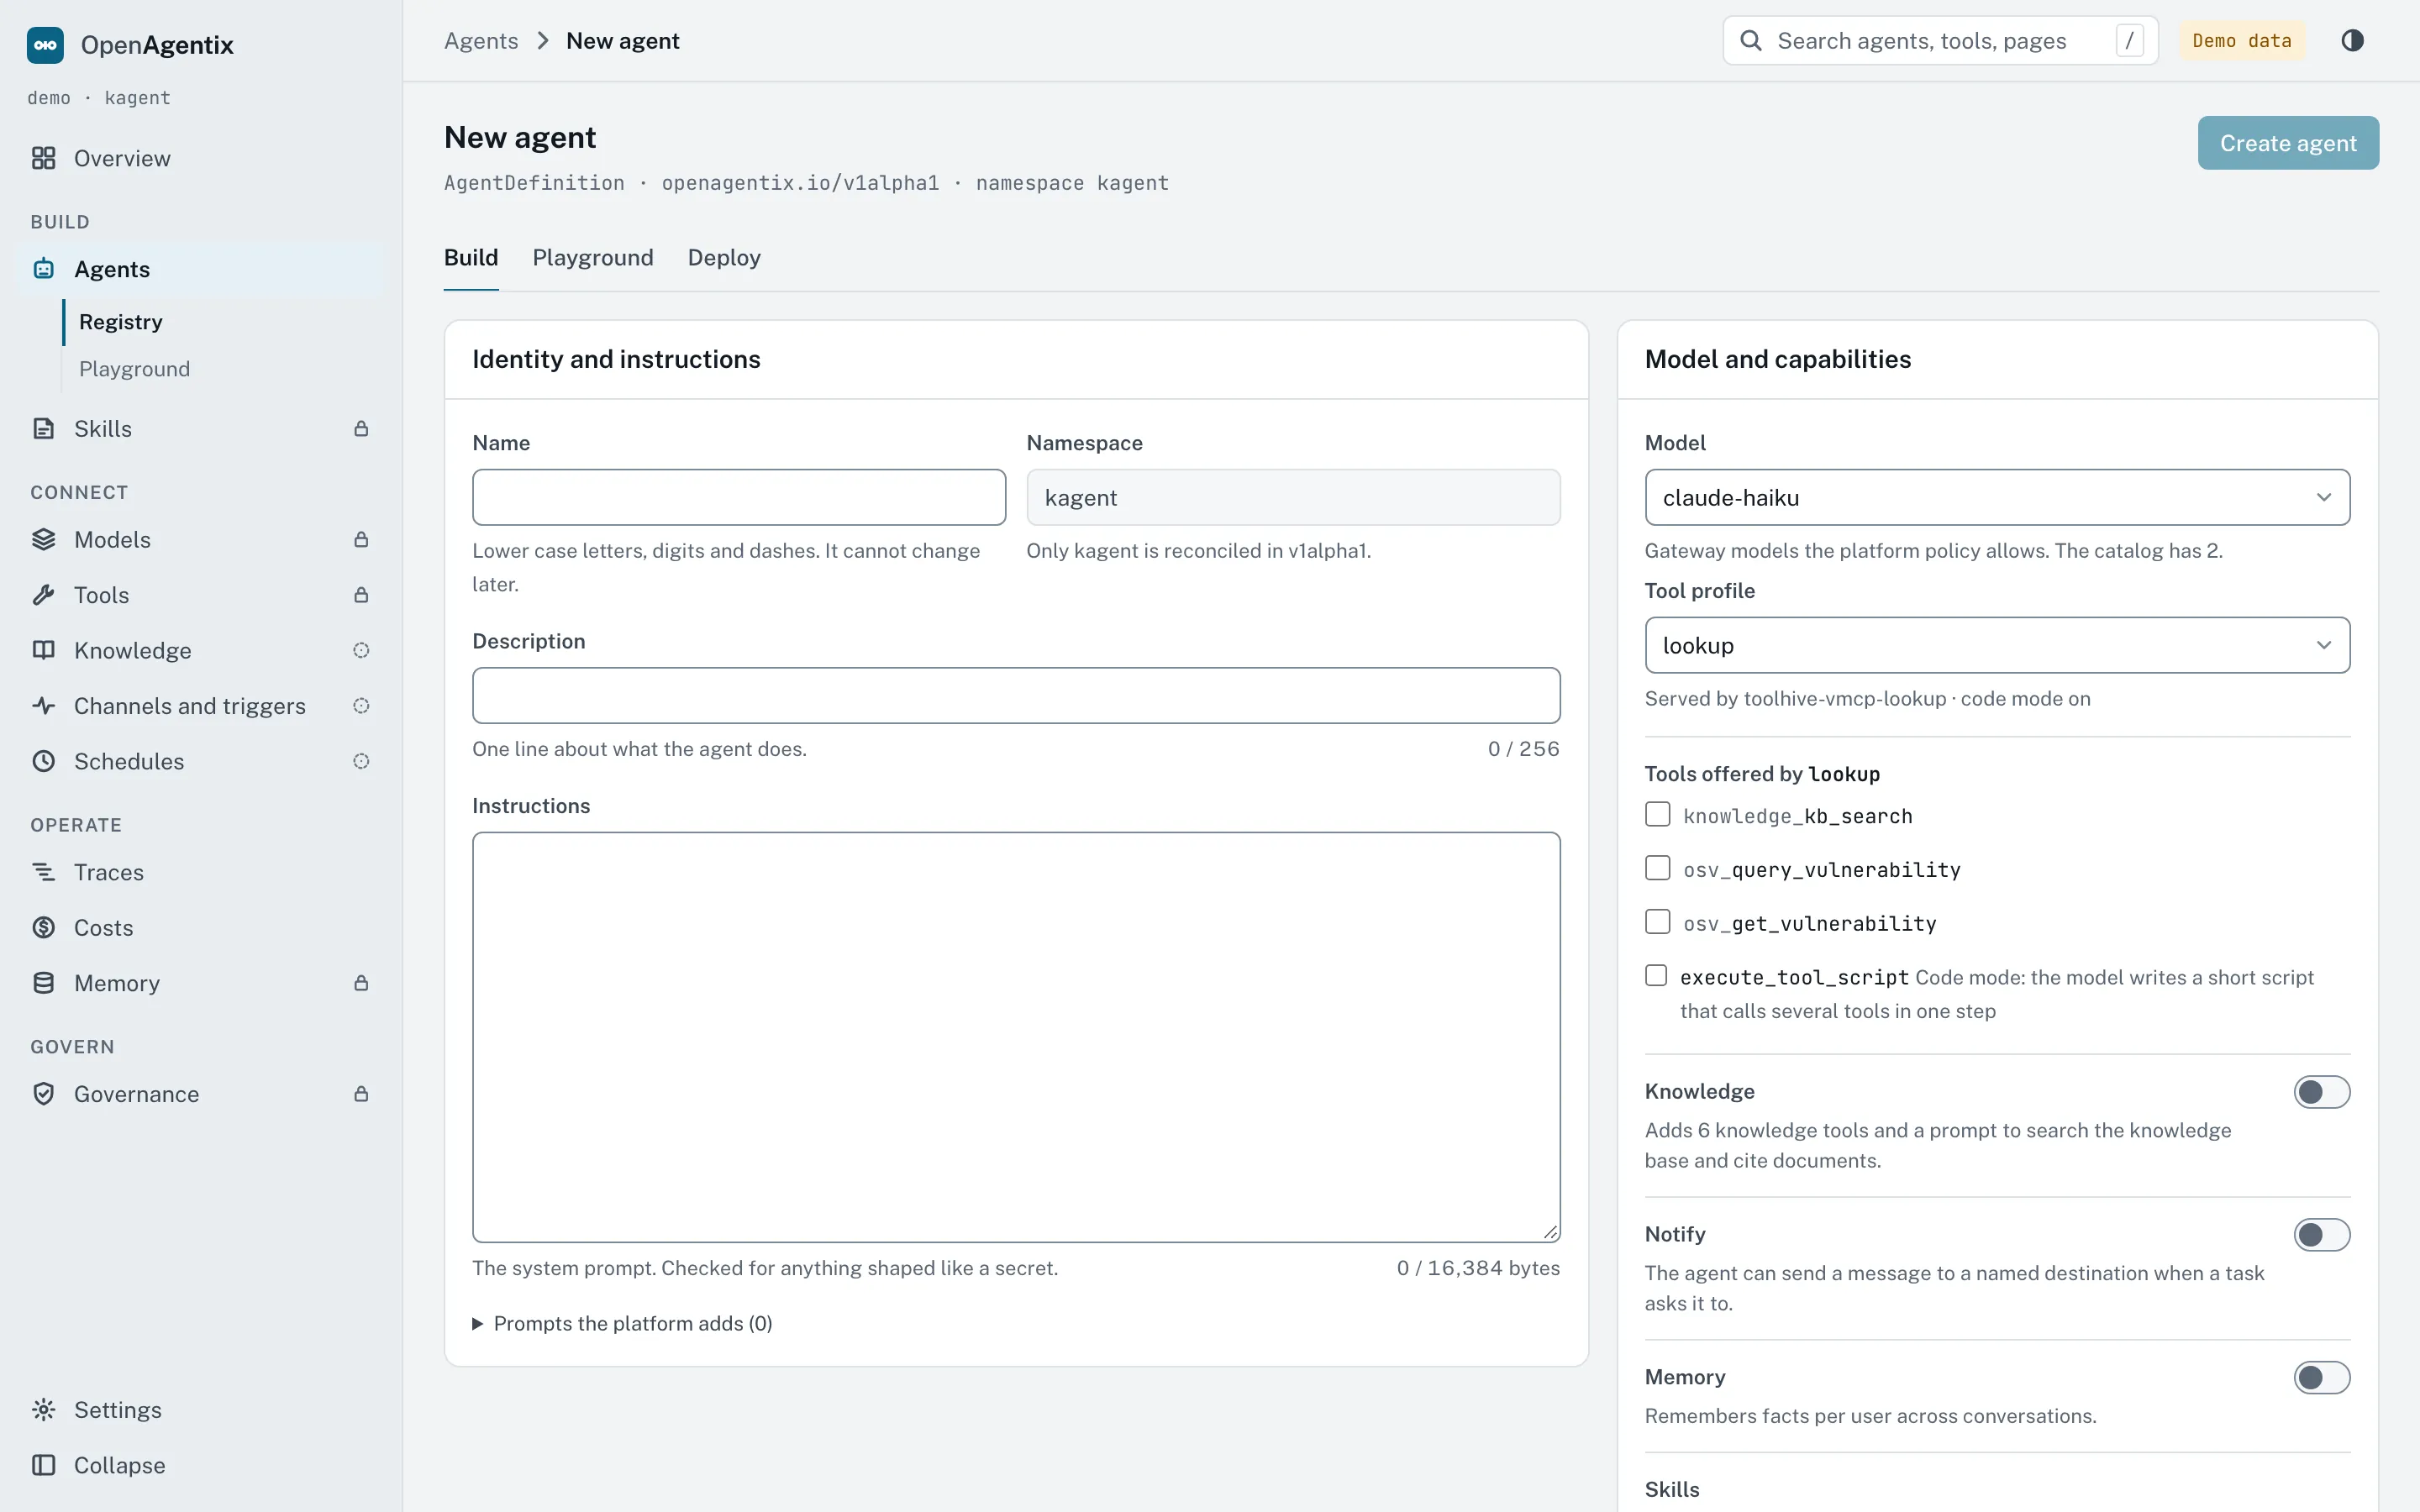 OpenAgentix
demo · kagent
Overview
BUILD
Agents
Registry
Playground
Skills
CONNECT
Models
Tools
Knowledge
Channels and triggers
Schedules
OPERATE
Traces
Costs
Memory
GOVERN
Governance
Settings
Collapse
Agents > New agent
Search agents, tools, pages /
Demo data
New agent
Create agent
AgentDefinition · openagentix.io/v1alpha1 · namespace kagent
Build Playground Deploy
Identity and instructions
Name
Lower case letters, digits and dashes. It cannot change
later.
Namespace
kagent
Only kagent is reconciled in v1alpha1.
Description
One line about what the agent does.
0 / 256
Instructions
The system prompt. Checked for anything shaped like a secret.
0 / 16,384 bytes
Prompts the platform adds (0)
Model and capabilities
Model
claude-haiku
Gateway models the platform policy allows. The catalog has 2.
Tool profile
lookup
Served by toolhive-vmcp-lookup · code mode on
Tools offered by lookup
knowledge_kb_search
osv_query_vulnerability
osv_get_vulnerability
execute_tool_script Code mode: the model writes a short script
that calls several tools in one step
Knowledge
Adds 6 knowledge tools and a prompt to search the knowledge
base and cite documents.
Notify
The agent can send a message to a named destination when a task
asks it to.
Memory
Remembers facts per user across conversations.
Skills